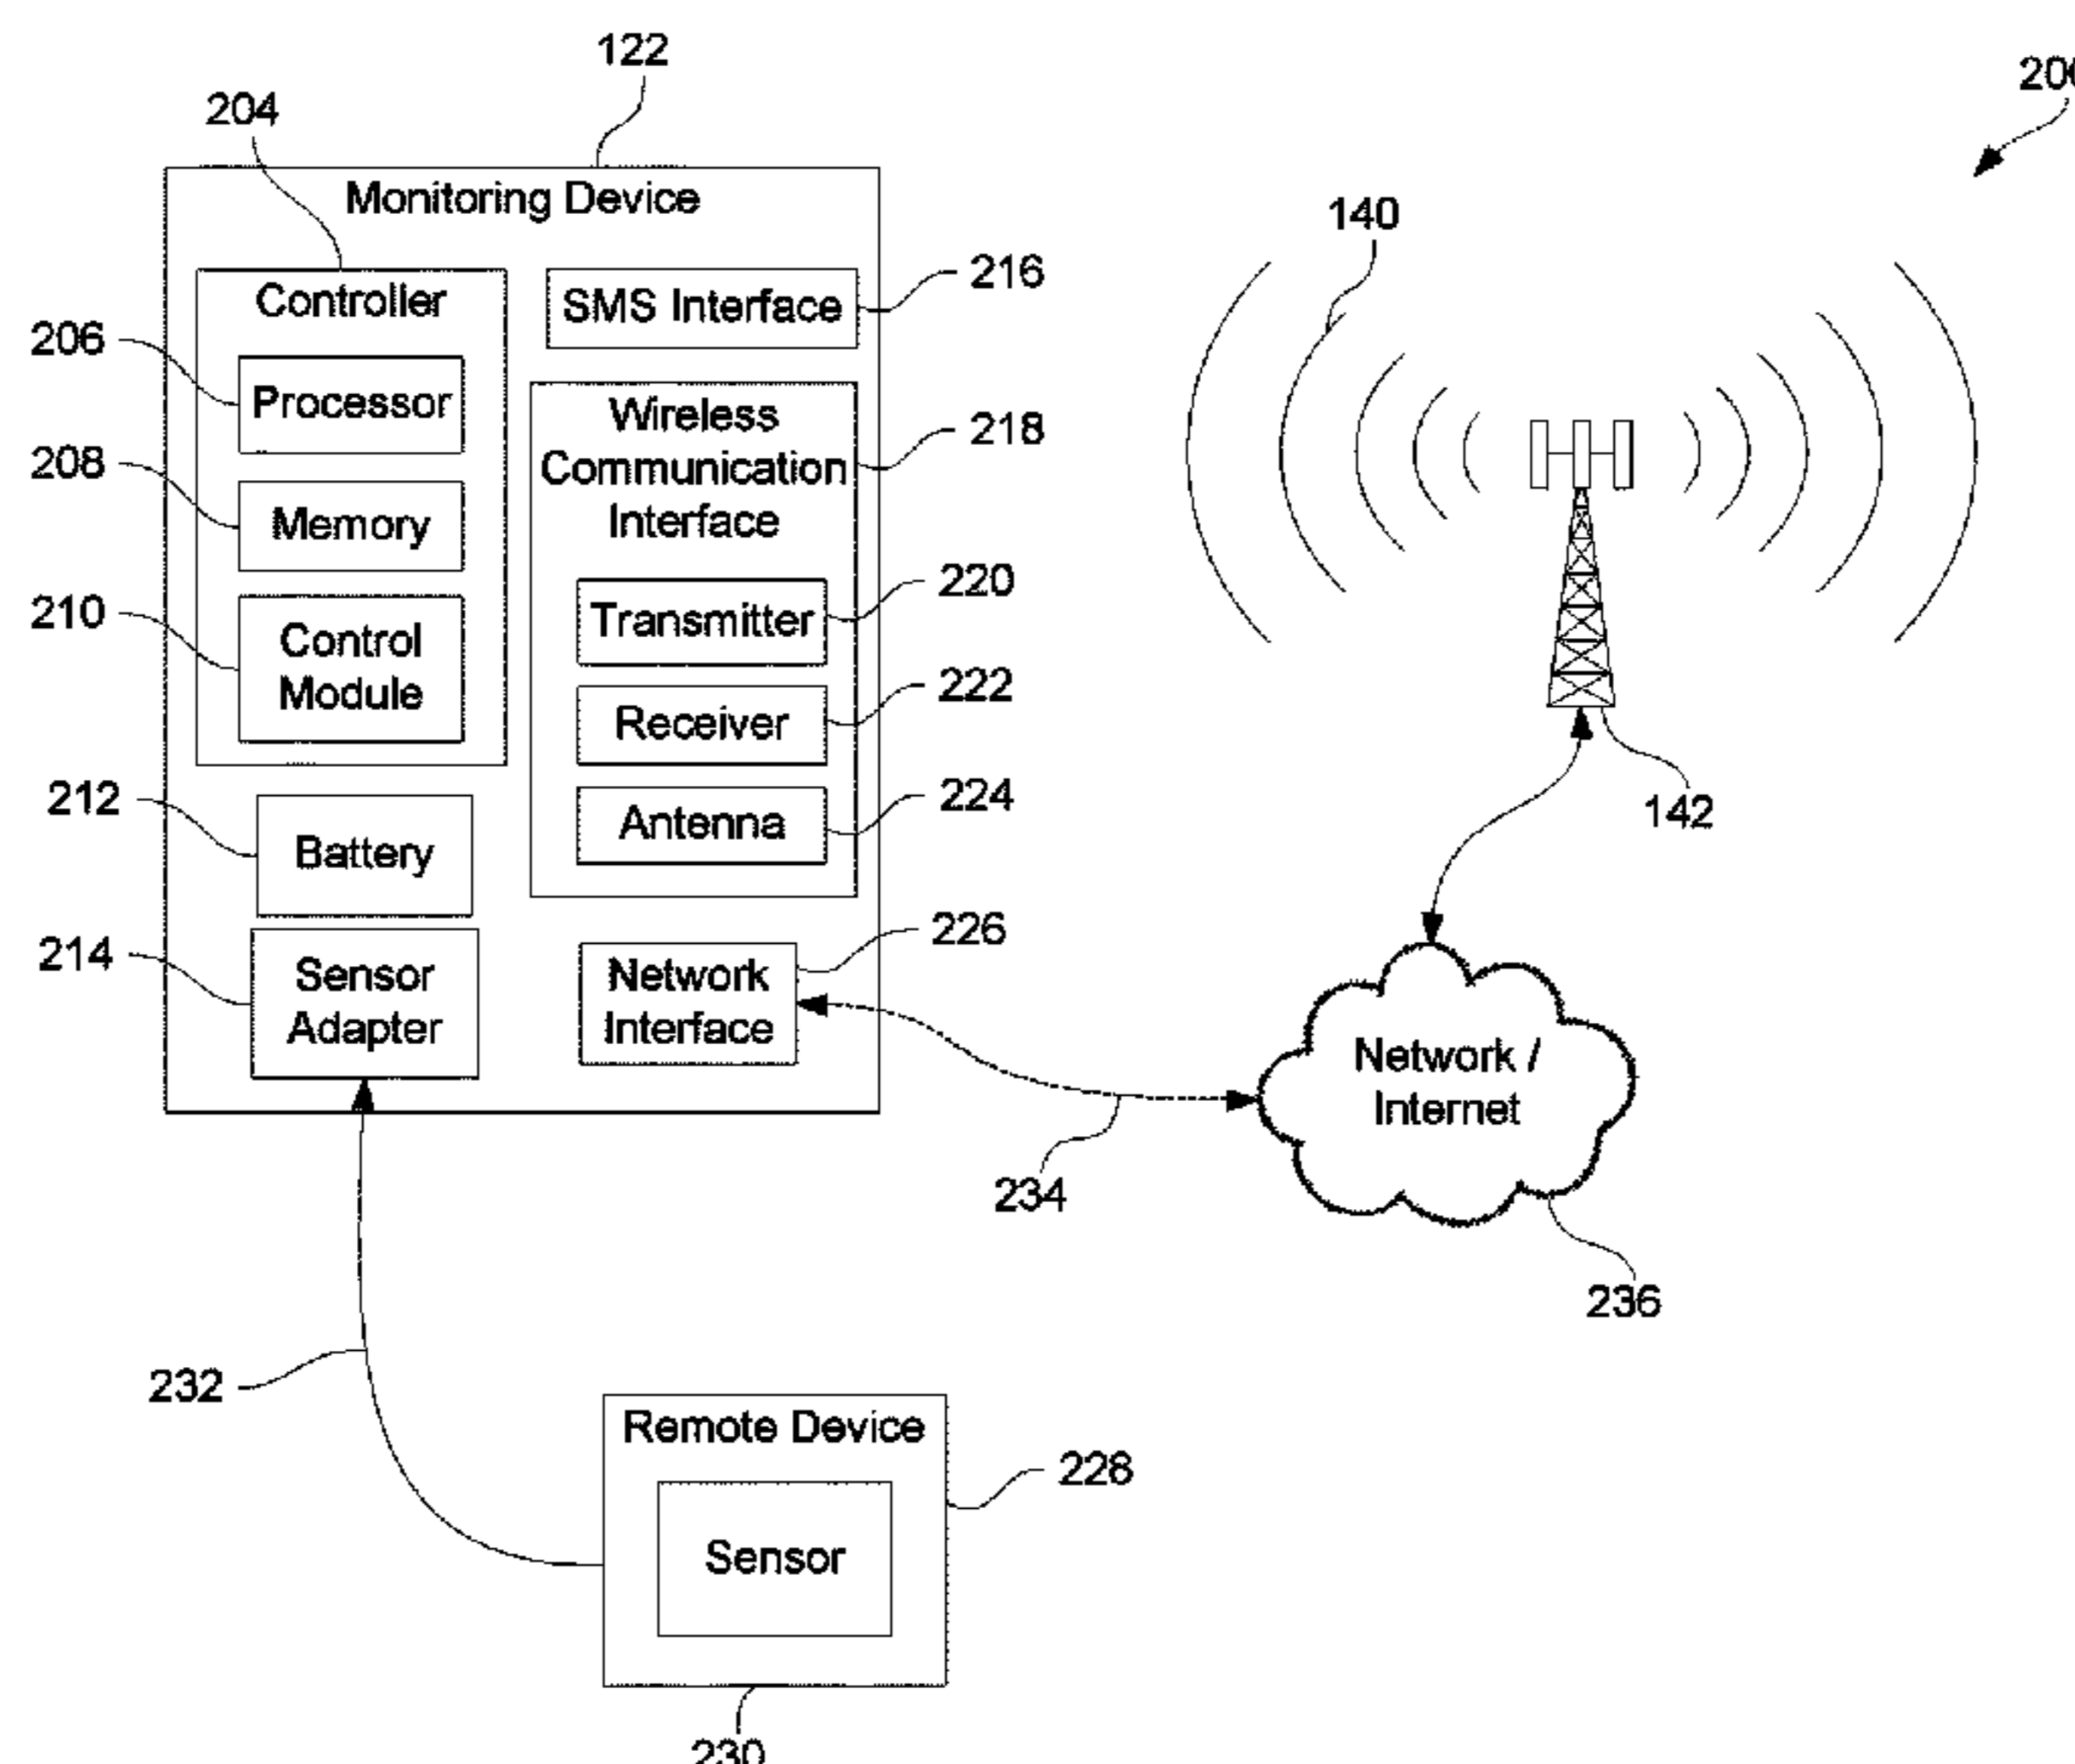 122
200
204
Monitoring Device
140
Controller
SMS Interface
216
206
Processor
Wireless
Communication
Interface
218
208
Memory
220
Transmitter
210
Control
Module
222
Receiver
212
Battery
224
Antenna
142
214
Sensor
Adapter
226
Network
Interface
Network /
Internet
234
236
232
Remote Device
228
Sensor
230